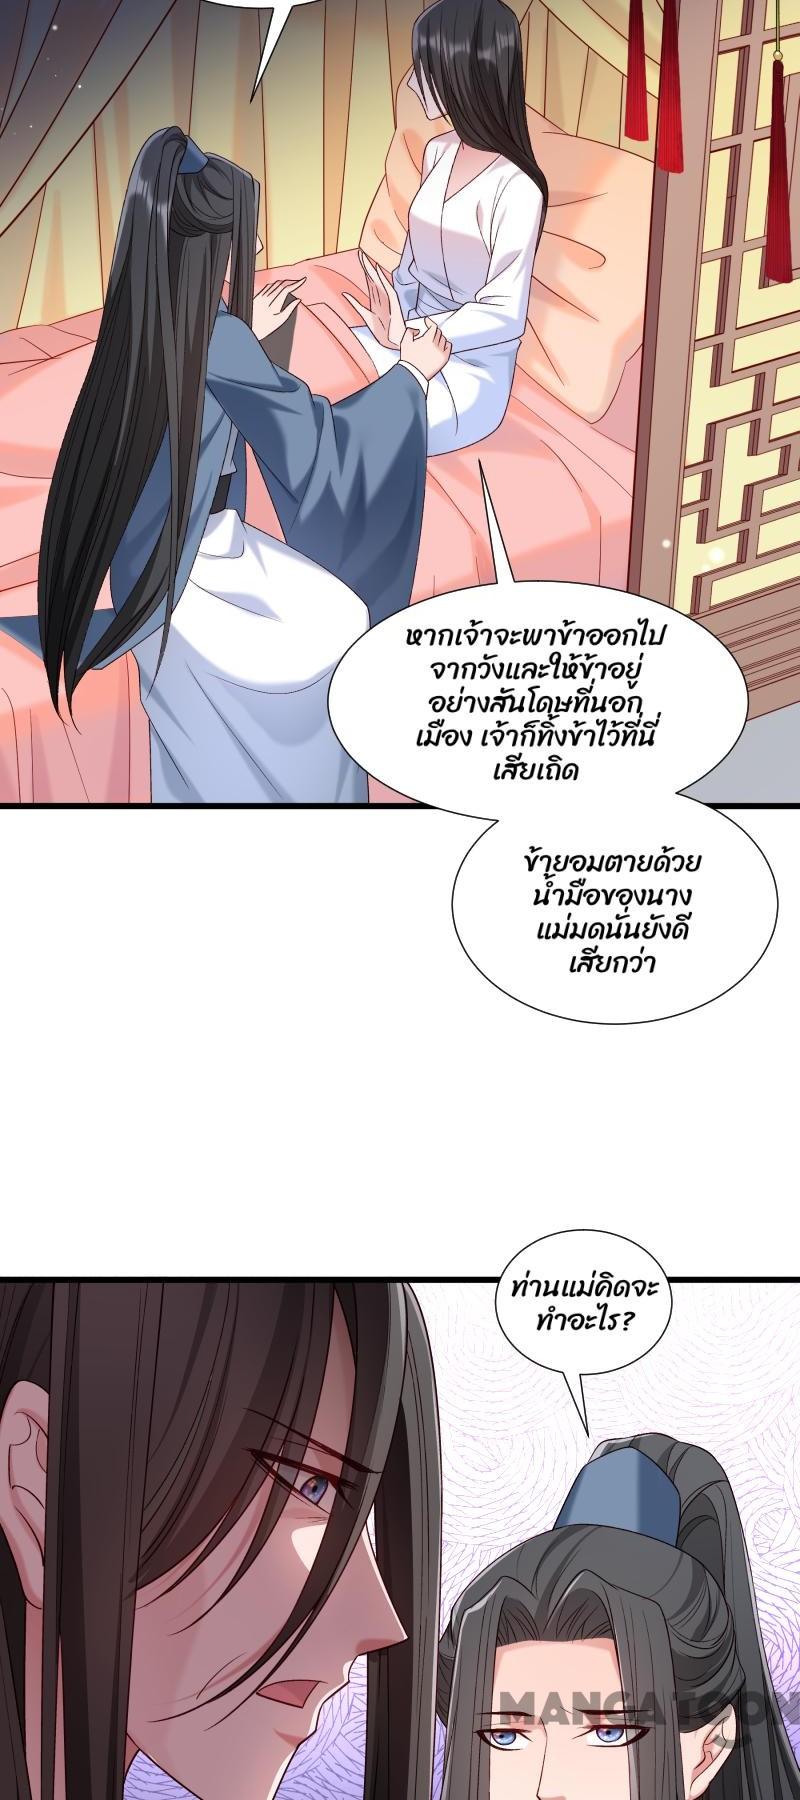 หากเจ้าจะพาข้าออกไป
จากวังและให้ข้าอยู่
อย่างสันโดษที่นอก
เมือง เจ้าก็ทิ้งข้าไว้ที่นี่
เสียเถิด
ข้ายอมตายด้วย
น้ำมือของนาง
แม่มดนั่นยังดี
เสียกว่า
ท่านแม่คิดจะ
ทำอะไร?
MANGATOON